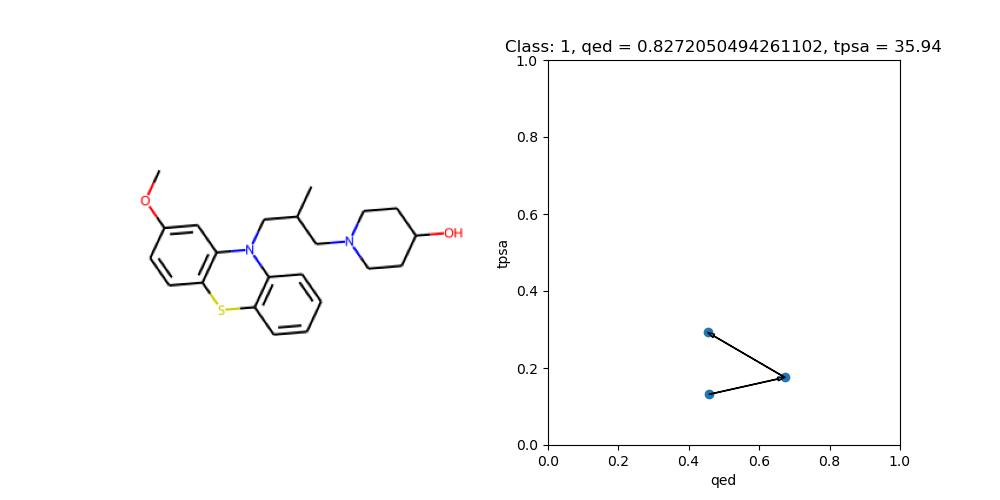 Class: 1, qed = 0.8272050494261102, tpsa = 35.94
O
N
N
OH
S
tpsa
1.0
0.8
0.6
0.4
0.2
0.0
0.0 0.2 0.4 0.6 0.8 1.0
qed